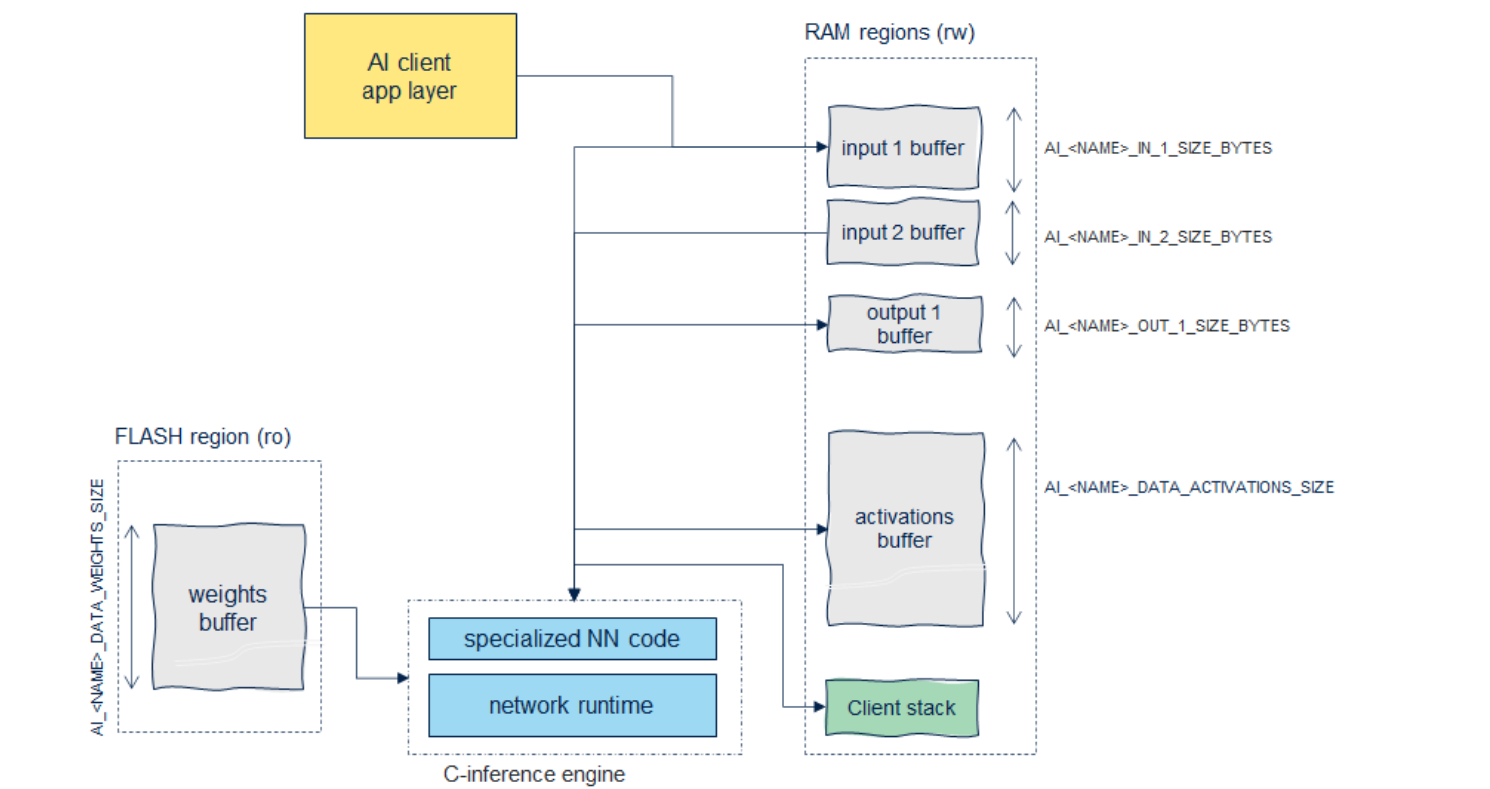 AI client
app layer
RAM regions (rw)
input 1 buffer
AI_<NAME>_IN_1_SIZE_BYTES
input 2 buffer
AI_<NAME>_IN_2_SIZE_BYTES
output 1
buffer
AI_<NAME>_OUT_1_SIZE_BYTES
activations
buffer
AI_<NAME>_DATA_ACTIVATIONS_SIZE
Client stack
FLASH region (ro)
AI_<NAME>_DATA_WEIGHTS_SIZE
weights
buffer
specialized NN code
network runtime
C-inference engine